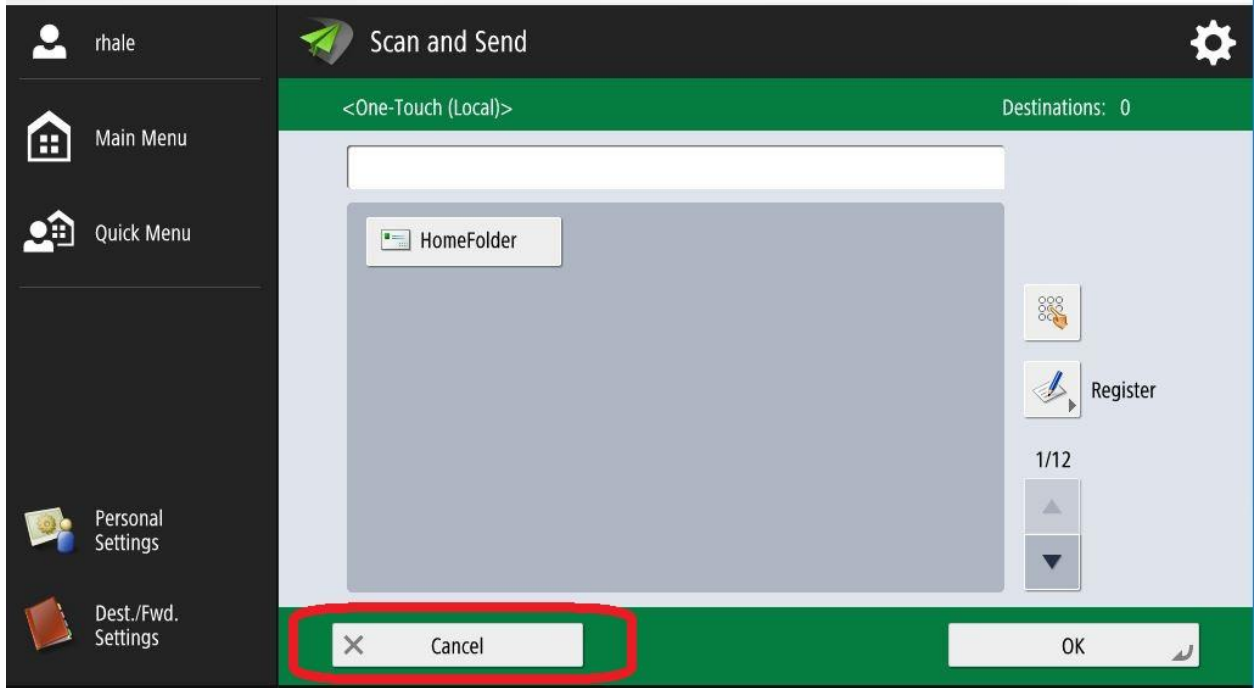 rhale
Scan and Send
<One-Touch (Local)>
Destinations: 0
Main Menu
Quick Menu
HomeFolder
Register
1/12
Personal
Settings
Dest./Fwd.
Settings
Cancel
OK